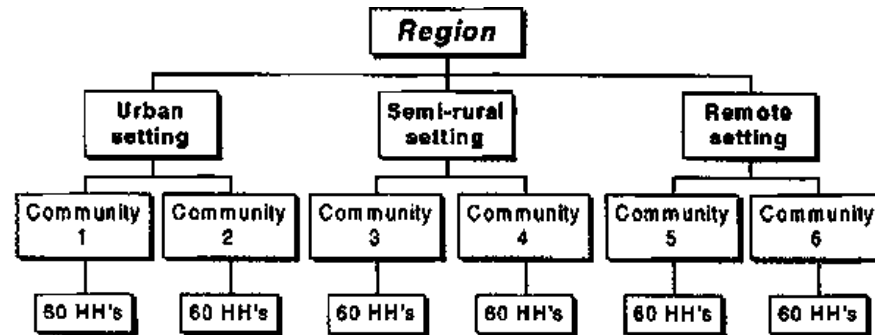 Region
Urban
setting
Semi-rural
setting
Remote
setting
Community
1
Community
2
Community
3
Community
4
Community
5
Community
6
60 HH's
60 HH's
60 HH's
60 HH's
60 HH's
60 HH's